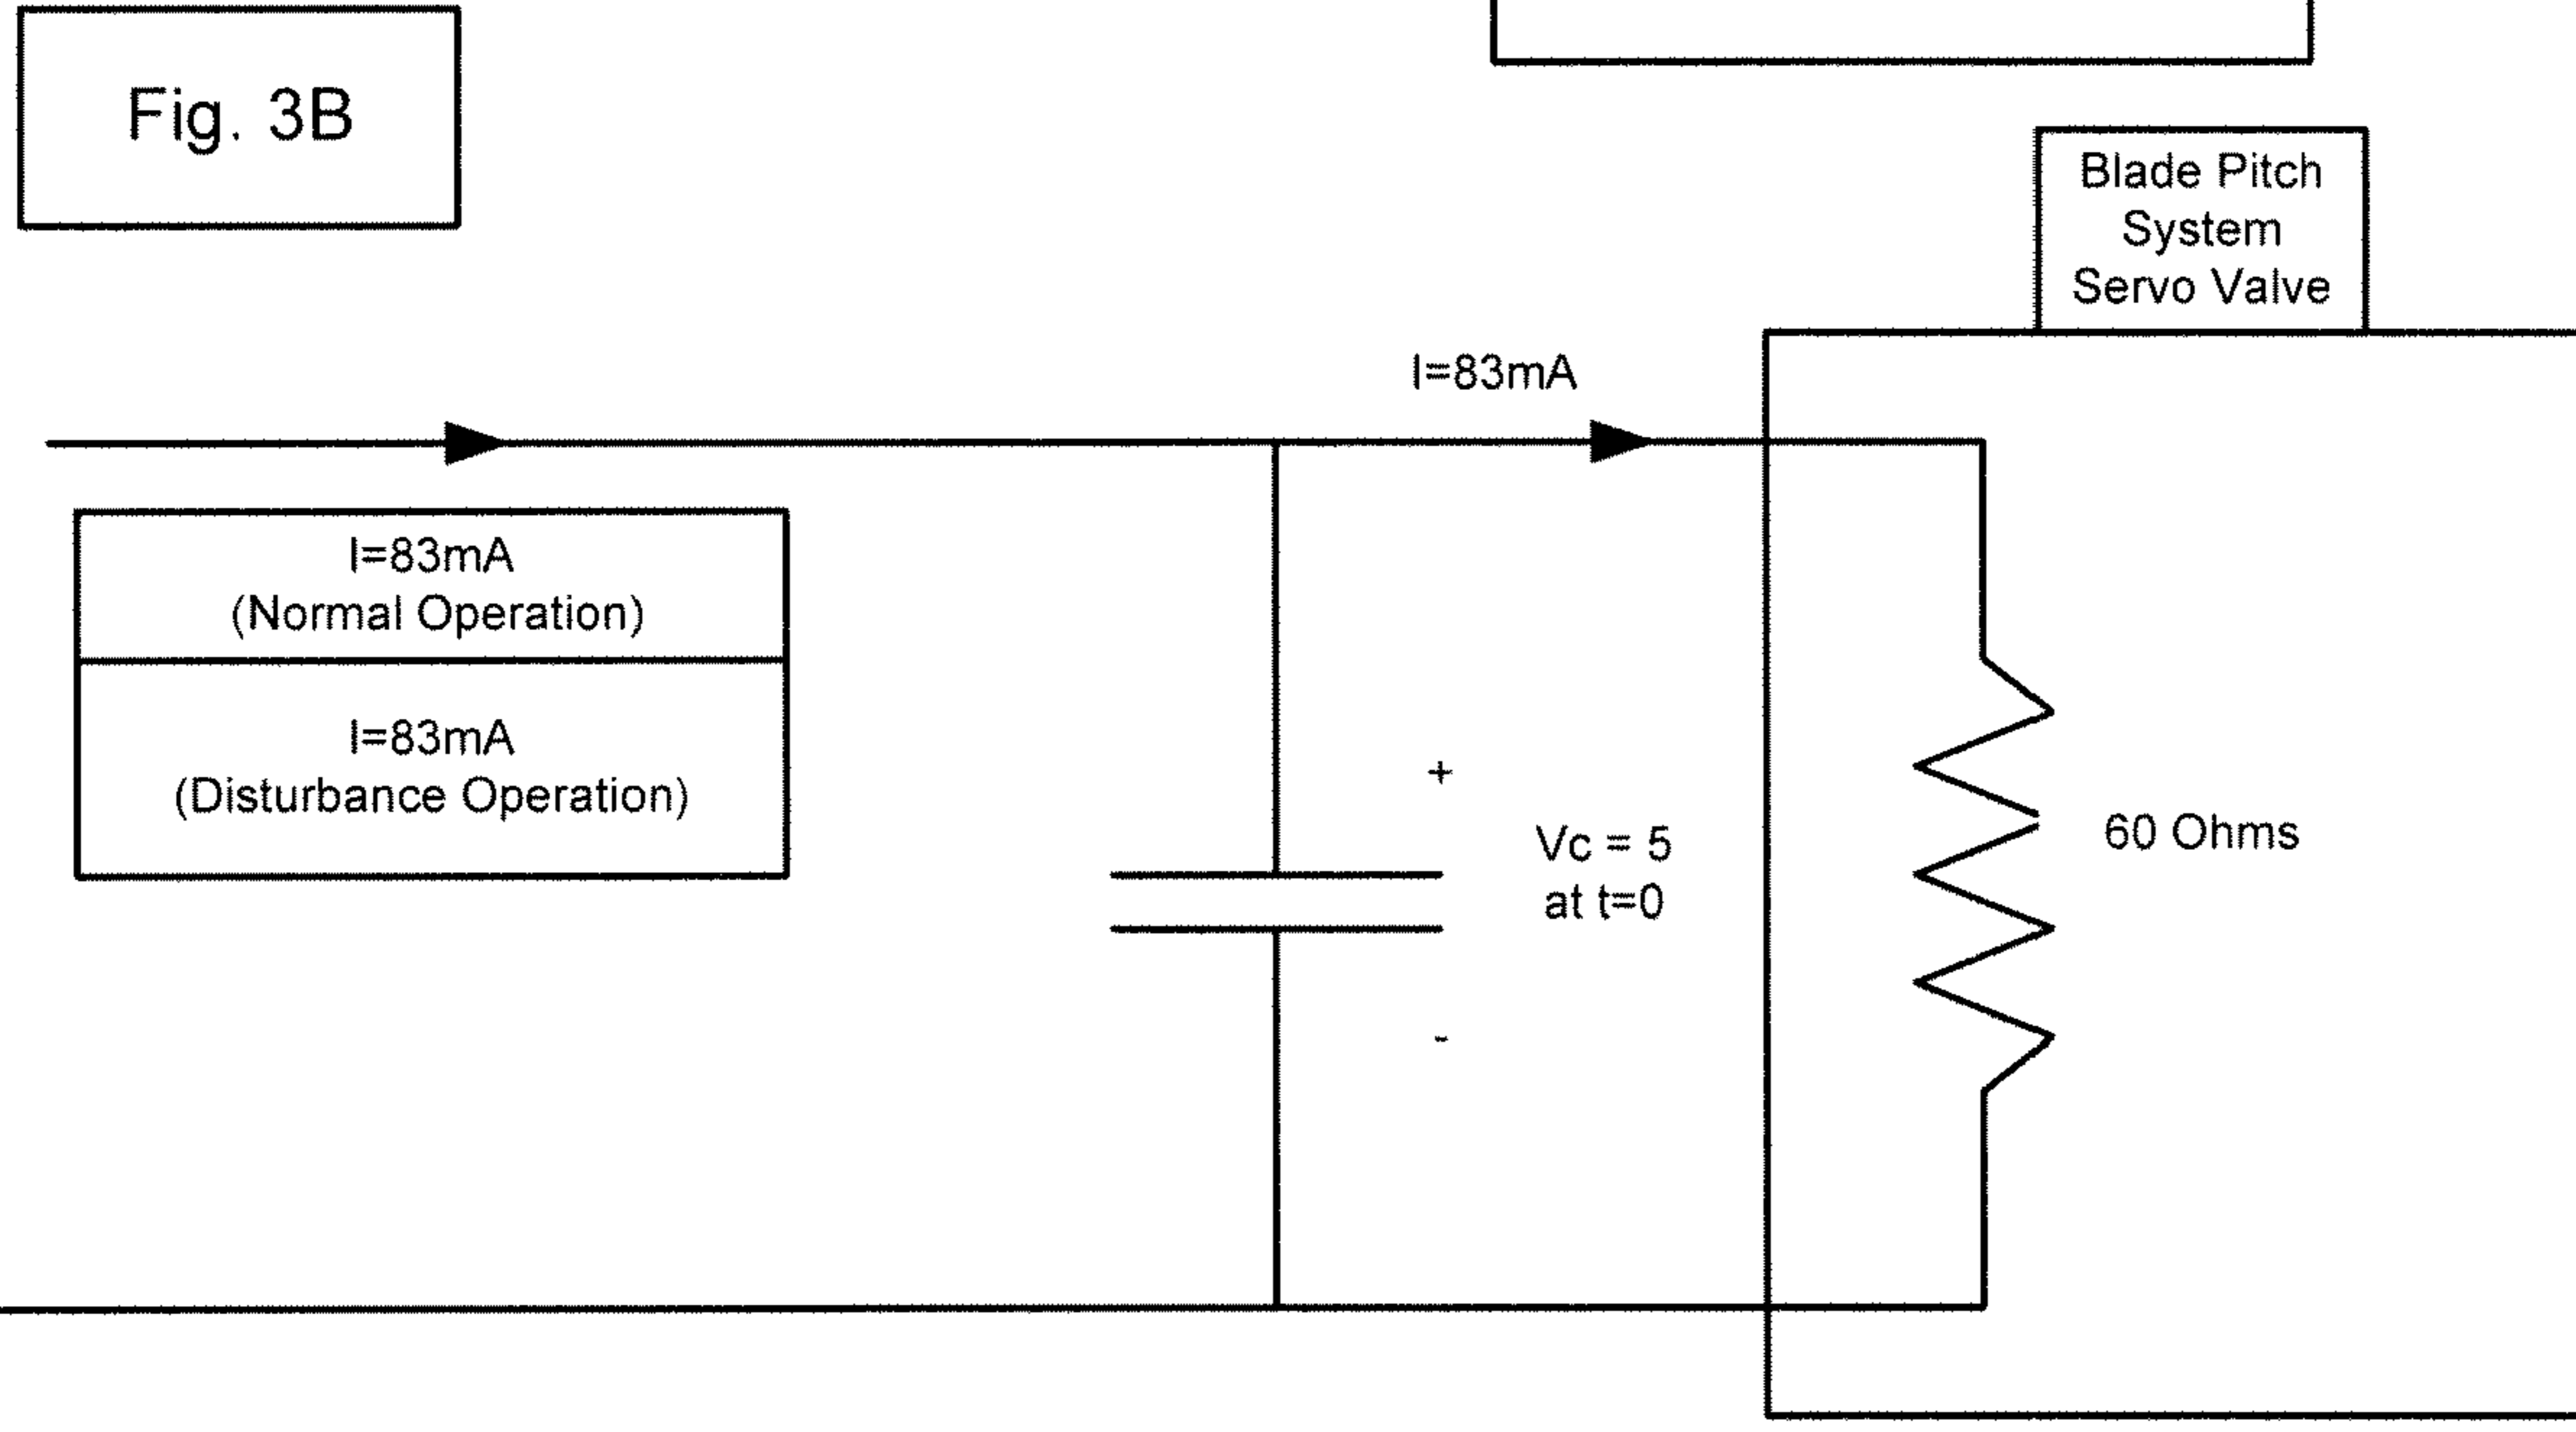 Fig. 3B
Blade Pitch
System
Servo Valve
I=83mA
I=83mA
(Normal Operation)
I=83mA
(Disturbance Operation)
+
Vc = 5
at t=0
-
60 Ohms